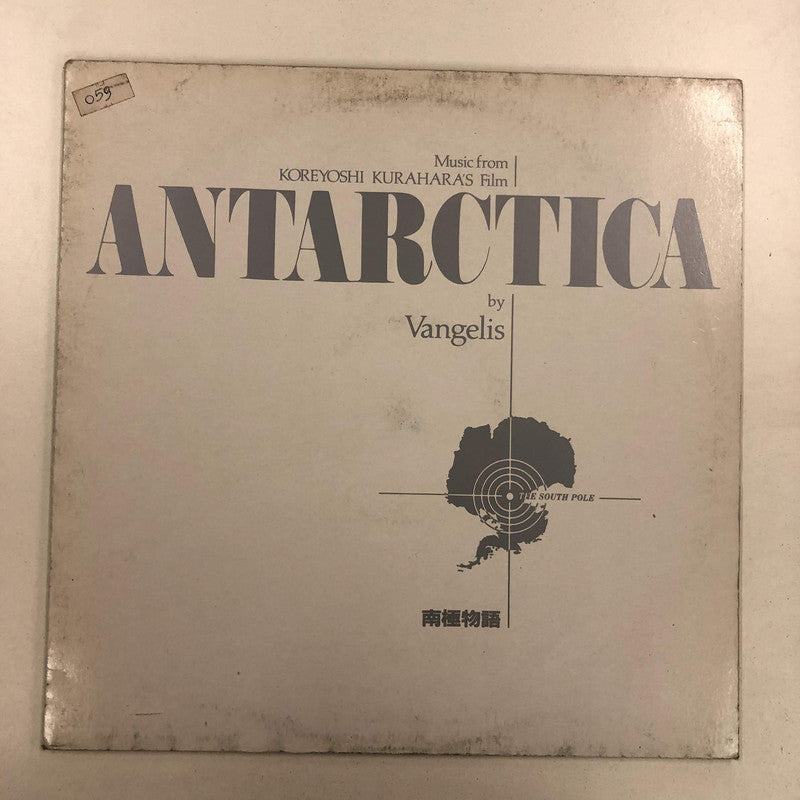 059
Music from
KOREYOSHI KURAHARA'S Film
ANTARCTICA
by
Vangelis
THE SOUTH POLE
南極物語